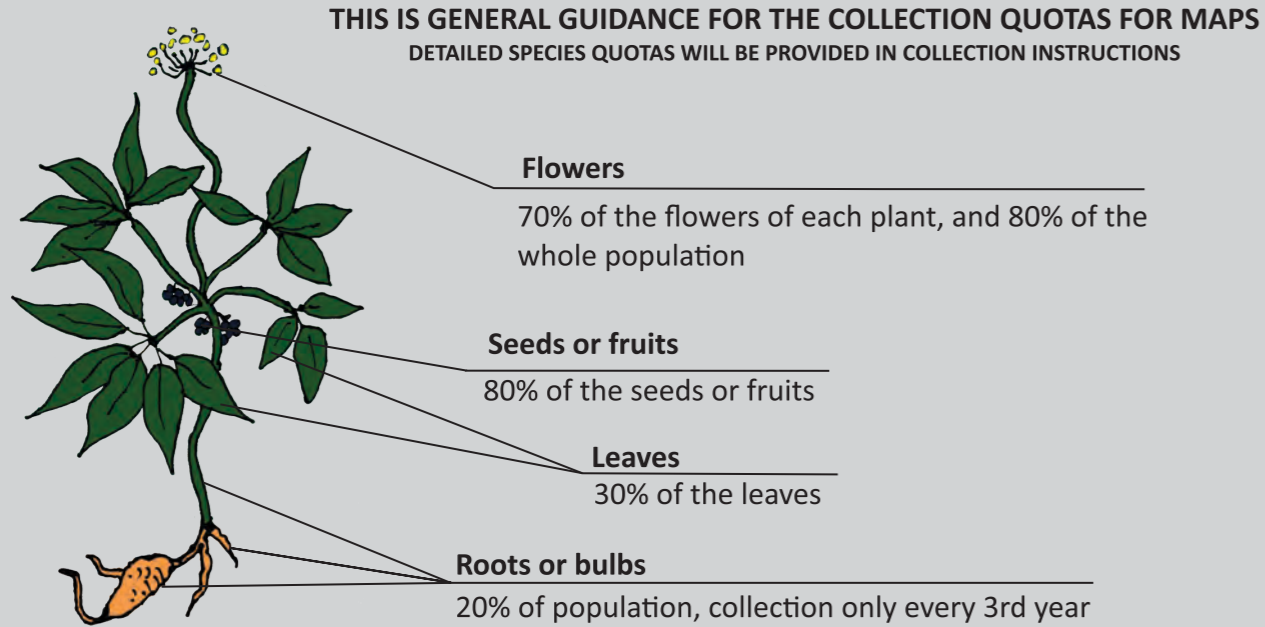 THIS IS GENERAL GUIDANCE FOR THE COLLECTION QUOTAS FOR MAPS
DETAILED SPECIES QUOTAS WILL BE PROVIDED IN COLLECTION INSTRUCTIONS
Flowers
70% of the flowers of each plant, and 80% of the
whole population
Seeds or fruits
80% of the seeds or fruits
Leaves
30% of the leaves
Roots or bulbs
20% of population, collection only every 3rd year